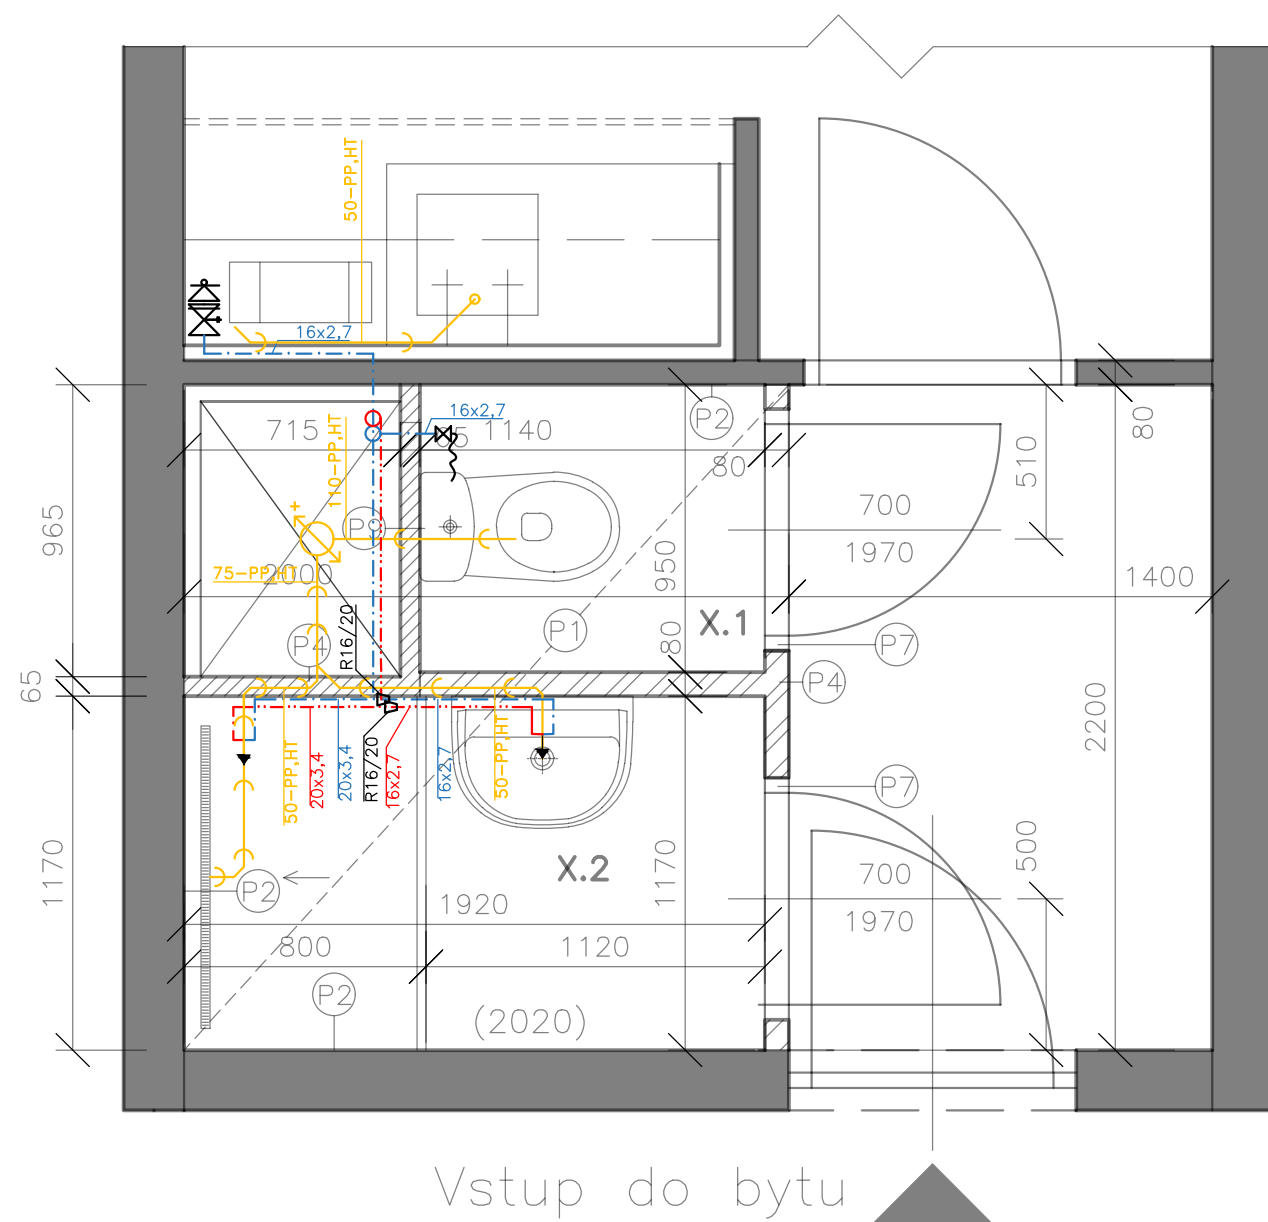 50-PP,HT
16x2,7
16x2,7
P2
80
715
65
1140
110-PP,HT
80
510
965
P9
700
1970
950
75-PP,HT
2000
1400
P1
X.1
R16/20
P4
80
P7
P4
65
2200
50-PP,HT
20x3,4
20x3,4
R16/20
16x2,7
16x2,7
50-PP,HT
P7
500
1170
X.2
1170
P2
700
1920
1970
800
1120
P2
(2020)
Vstup do bytu